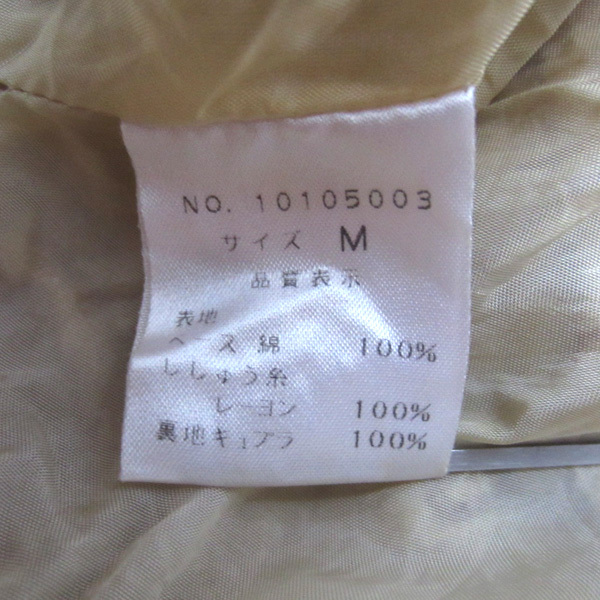 NO. 10105003
サイズ M
品質表示
表地
ベース 綿 100%
ししゅう糸
レーヨン 100%
裏地キュプラ 100%